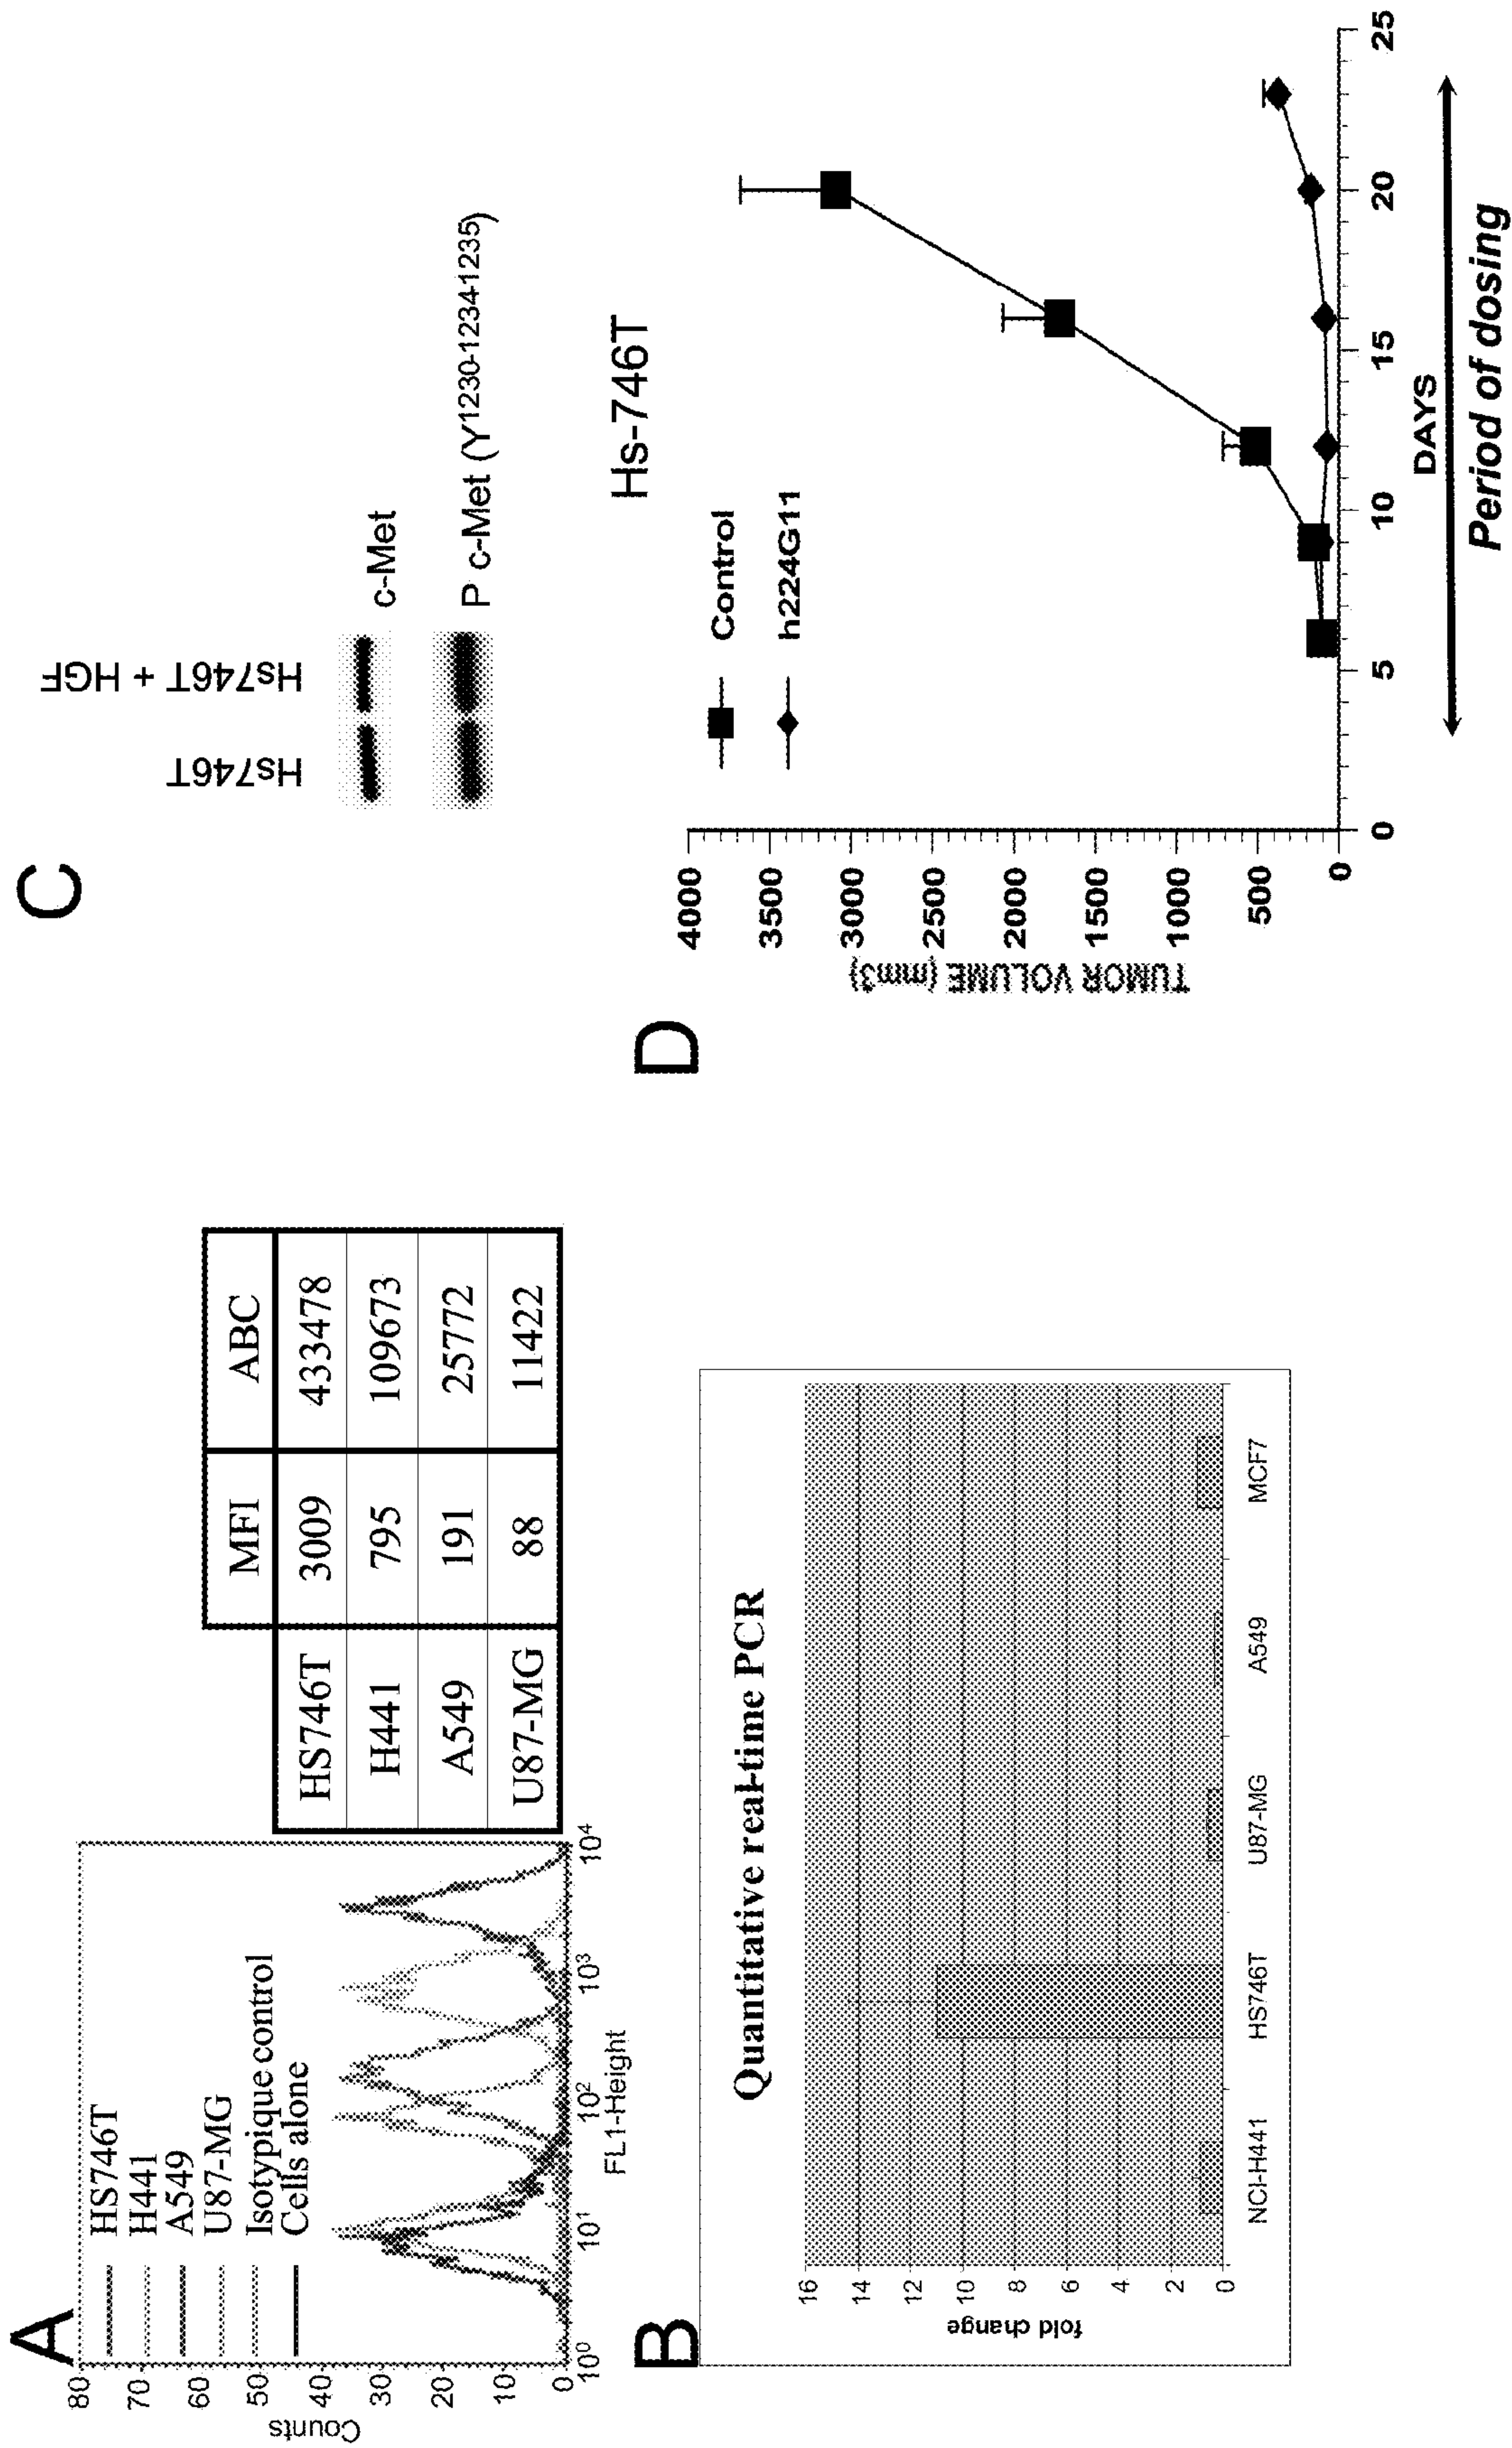 A
80
70
60
50
40
30
20
10
0
Counts
HS746T
H441
A549
U87-MG
Isotypique control
Cells alone
10⁰ 10¹ 10² 10³ 10⁴
FL1-Height
MFI ABC
HS746T 3009 433478
H441 795 109673
A549 191 25772
U87-MG 88 11422
B
Quantitative real-time PCR
16
14
12
10
8
6
4
2
0
fold change
NCI-H441 HS746T U87-MG A549 MCF7
C
Hs746T
Hs746T + HGF
c-Met
P c-Met (Y1230-1234-1235)
D
Hs-746T
Control
h224G11
4000
3500
3000
2500
2000
1500
1000
500
0
TUMOR VOLUME (mm3)
0 5 10 15 20 25
DAYS
Period of dosing